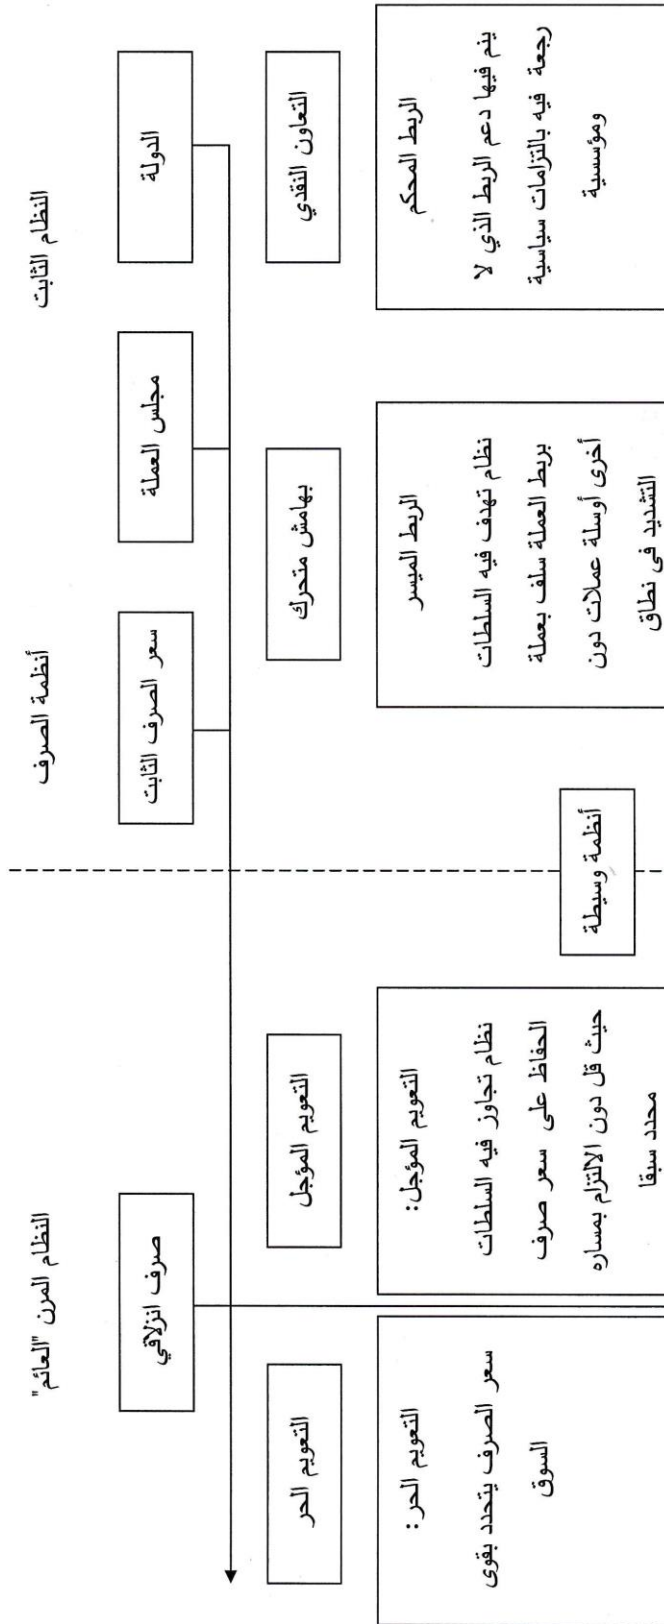 النظام الثابت
أنظمة الصرف
النظام المرن "العائم"
الدولة
مجلس العملة
سعر الصرف الثابت
صرف انزلاقي
التعاون النقدي
بهامش متحرك
التعويم المؤجل
التعويم الحر
الربط المحكم
يتم فيها دعم الربط الذي لا
رجعة فيه بالتزامات سياسية
ومؤسسية
الربط الميسر
نظام تهدف فيه السلطات
بربط العملة سلف بعملة
أخرى أوسلة عملات دون
التشديد في نطاق
أنظمة وسيطة
التعويم المؤجل:
نظام تجاوز فيه السلطات
الحفاظ على سعر صرف
حيث قل دون الالتزام بمساره
محدد سبقا
التعويم الحر:
سعر الصرف يتحدد بقوى
السوق